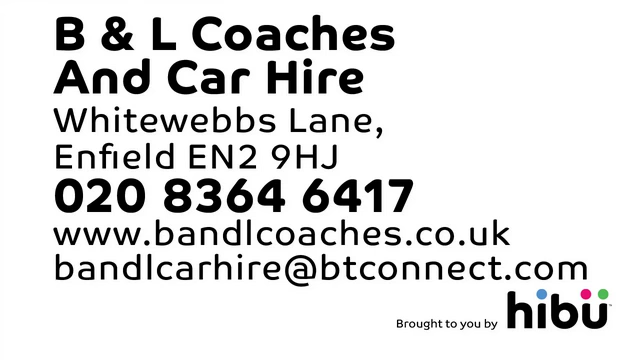 B & L Coaches
And Car Hire
Whitewebbs Lane,
Enfield EN2 9HJ
020 8364 6417
www.bandlcoaches.co.uk
bandlcarhire@btconnect.com
Brought to you by hibü